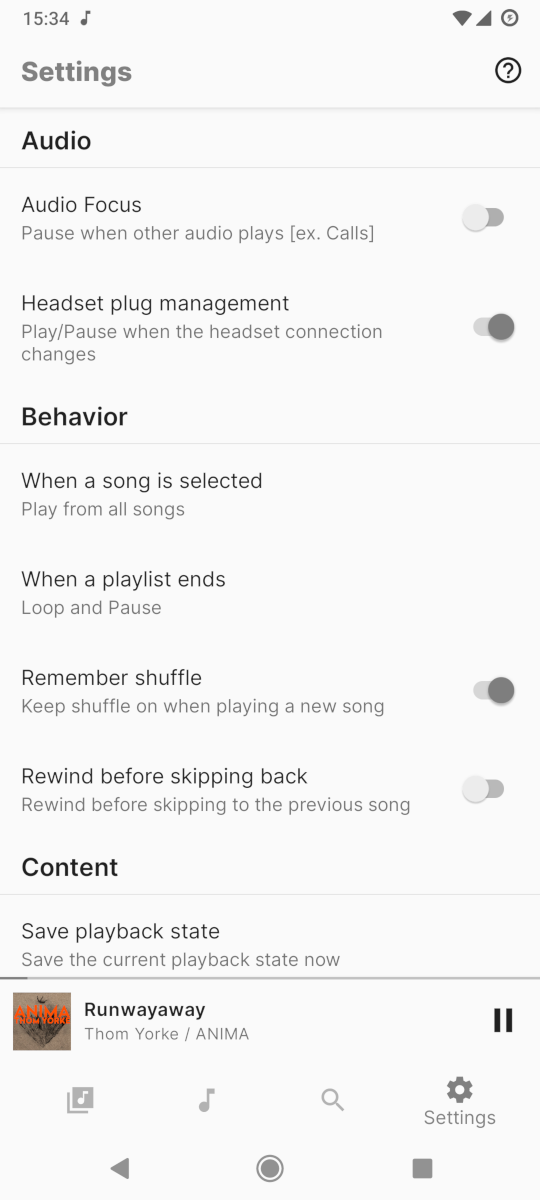 15:34
Settings
Audio
Audio Focus
Pause when other audio plays [ex. Calls]
Headset plug management
Play/Pause when the headset connection
changes
Behavior
When a song is selected
Play from all songs
When a playlist ends
Loop and Pause
Remember shuffle
Keep shuffle on when playing a new song
Rewind before skipping back
Rewind before skipping to the previous song
Content
Save playback state
Save the current playback state now
ANIMA
THOM YORKE
Runwayaway
Thom Yorke / ANIMA
Settings